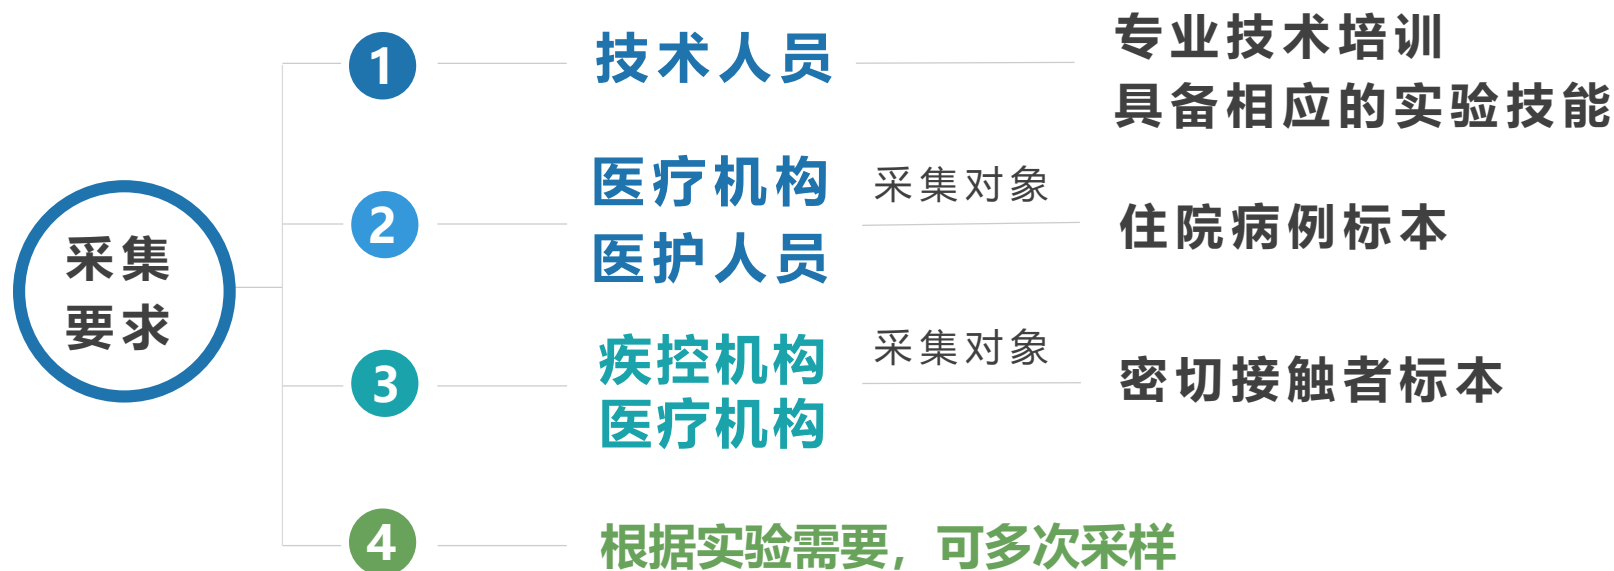 采集
要求
1
技术人员
专业技术培训
具备相应的实验技能
2
医疗机构
医护人员
采集对象
住院病例标本
3
疾控机构
医疗机构
采集对象
密切接触者标本
4
根据实验需要，可多次采样